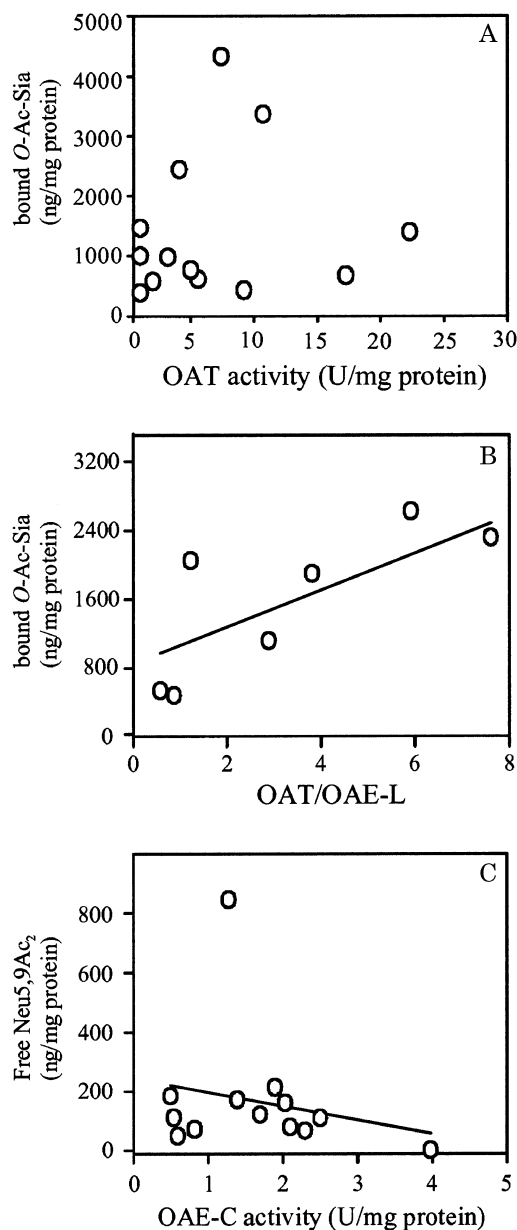 A
bound O-Ac-Sia
(ng/mg protein)
5000
4000
3000
2000
1000
0
0 5 10 15 20 25 30
OAT activity (U/mg protein)
B
bound O-Ac-Sia
(ng/mg protein)
3200
2400
1600
800
0
0 2 4 6 8
OAT/OAE-L
C
Free Neu5,9Ac₂
(ng/mg protein)
800
600
400
200
0
1 2 3 4 5
OAE-C activity (U/mg protein)